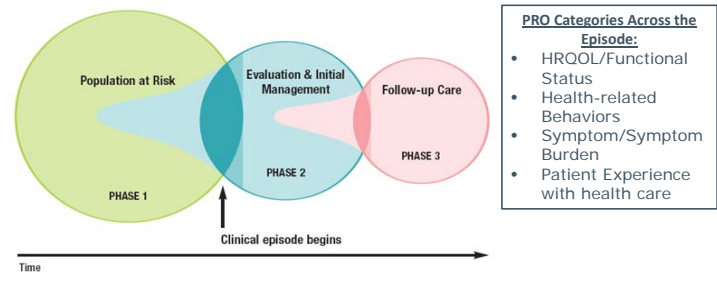 Population at Risk
PHASE 1
Evaluation & Initial
Management
PHASE 2
Follow-up Care
PHASE 3
Clinical episode begins
Time
PRO Categories Across the
Episode:
• HRQOL/Functional
Status
• Health-related
Behaviors
• Symptom/Symptom
Burden
• Patient Experience
with health care